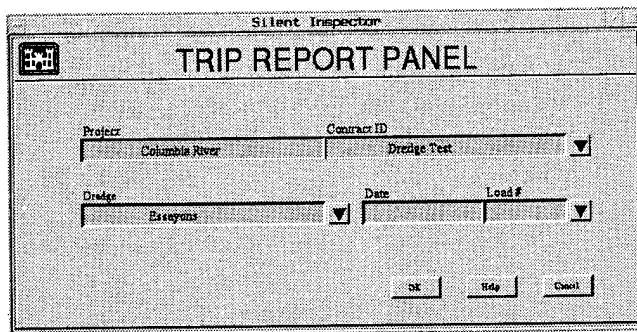 Silent Inspector
TRIP REPORT PANEL
Project Contract ID
Columbia River Dredge Test
Dredge Date Load #
Essayons
OK Help Cancel